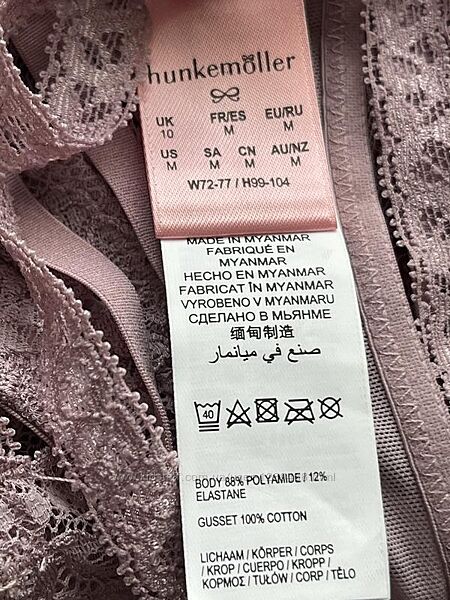 hunkemöller
UK FR/ES EU/RU
10 M M
US SA CN AU/NZ
M M M M
W72-77 / H99-104
MADE IN MYANMAR
FABRIQUÉ EN
MYANMAR
HECHO EN MYANMAR
FABRICAT ÎN MYANMAR
VYROBENO V MYANMARU
СДЕЛАНО В МЬЯНМЕ
缅甸制造
صنع في ميانمار
40
BODY 88% POLYAMIDE / 12%
ELASTANE
GUSSET 100% COTTON
LICHAAM / KÖRPER / CORPS
/ KROP / CUERPO / KROPP /
ΚΟΡΜΟΣ / TUŁÓW / CORP / TĚLO